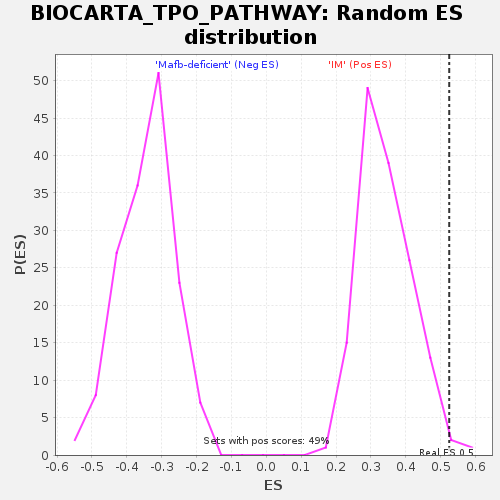 BIOCARTA_TPO_PATHWAY: Random ES
distribution
'Mafb-deficient' (Neg ES)
'IM' (Pos ES)
50
45
40
35
30
25
20
15
10
5
0
P(ES)
Sets with pos scores: 49%
Real ES 0.5
-0.6 -0.5 -0.4 -0.3 -0.2 -0.1 0.0 0.1 0.2 0.3 0.4 0.5 0.6
ES